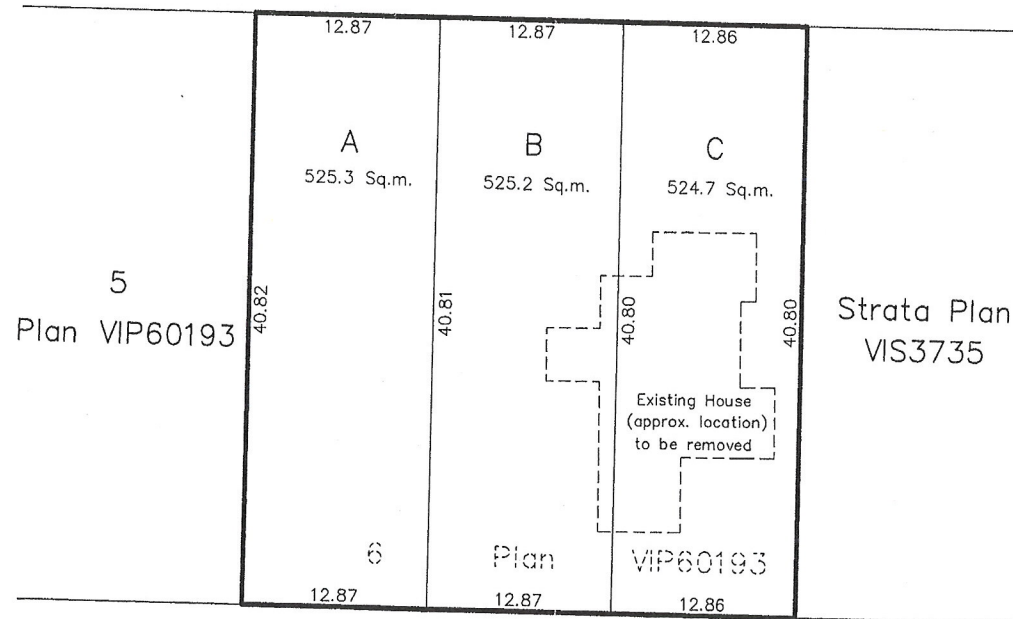 12.87
12.87
12.86
A
525.3 Sq.m.
B
525.2 Sq.m.
C
524.7 Sq.m.
5
Plan VIP60193
40.82
40.81
40.80
40.80
Strata Plan
VIS3735
Existing House
(approx. location)
to be removed
6 Plan VIP60193
12.87
12.87
12.86